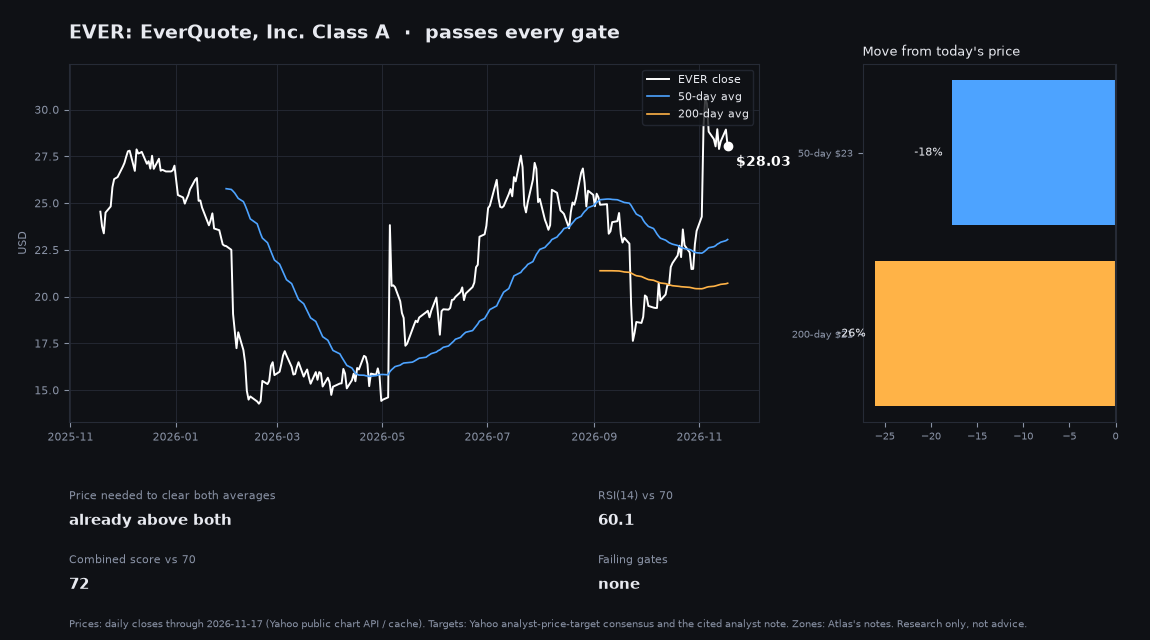 EVER: EverQuote, Inc. Class A · passes every gate
Move from today's price
EVER close
50-day avg
200-day avg
30.0
27.5
25.0
22.5
20.0
17.5
15.0
USD
$28.03
2025-11
2026-01
2026-03
2026-05
2026-07
2026-09
2026-11
50-day $23
-18%
200-day
-26%
−25
−20
−15
−10
−5
0
Price needed to clear both averages
already above both
RSI(14) vs 70
60.1
Combined score vs 70
72
Failing gates
none
Prices: daily closes through 2026-11-17 (Yahoo public chart API / cache). Targets: Yahoo analyst-price-target consensus and the cited analyst note. Zones: Atlas's notes. Research only, not advice.